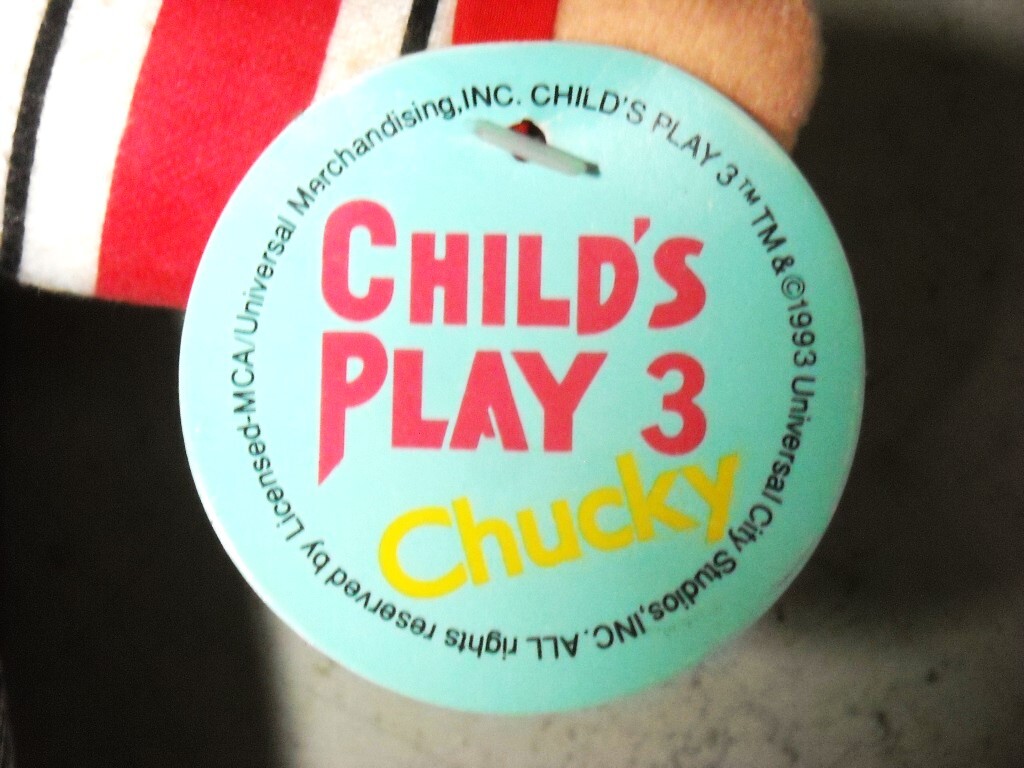 CHILD'S
PLAY 3
Chucky
CHILD'S PLAY 3™ TM & ©1993 Universal City Studios,INC.ALL rights reserved by Licensed-MCA/Universal Merchandising,INC.